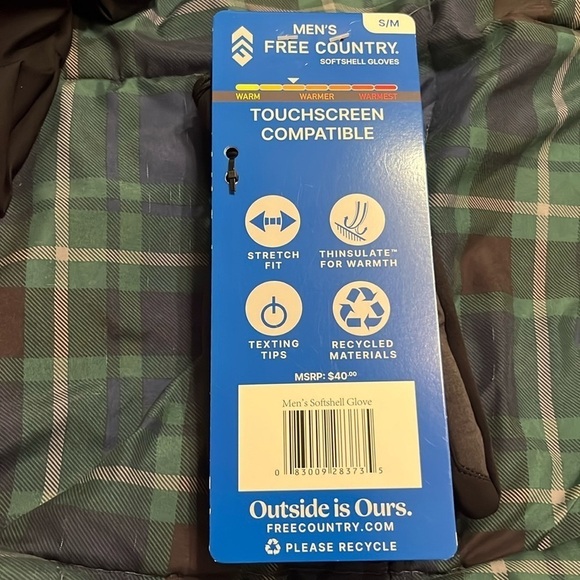 MEN'S
S/M
FREE COUNTRY.
SOFTSHELL GLOVES
WARM WARMER WARMEST
TOUCHSCREEN
COMPATIBLE
STRETCH
FIT
THINSULATE™
FOR WARMTH
TEXTING
TIPS
RECYCLED
MATERIALS
MSRP: $40.00
Men's Softshell Glove
0 83009 28373 5
Outside is Ours.
FREECOUNTRY.COM
PLEASE RECYCLE